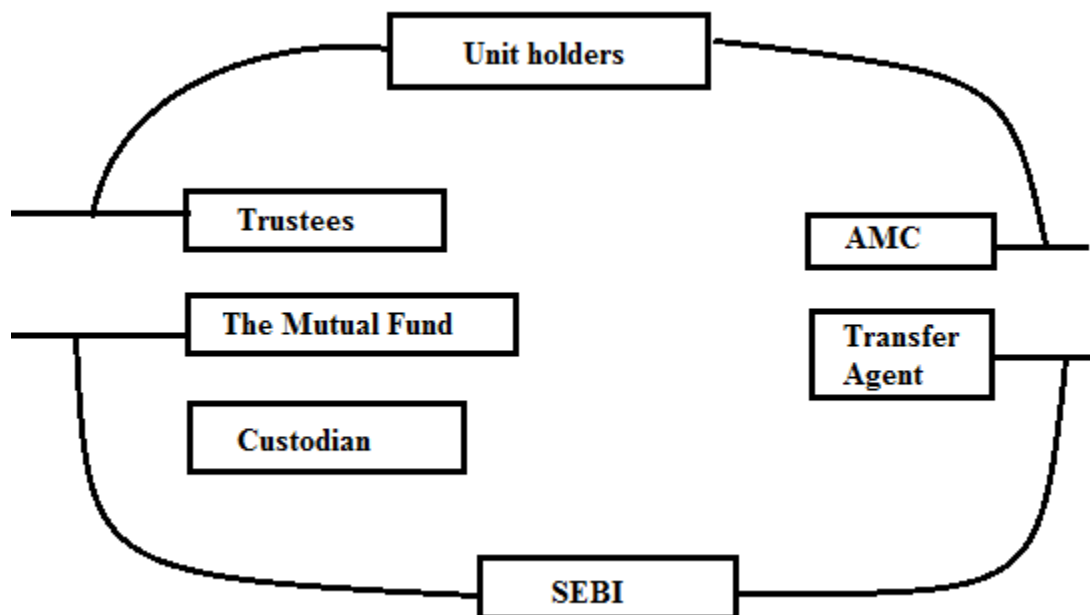 Unit holders
Trustees
AMC
The Mutual Fund
Transfer
Agent
Custodian
SEBI